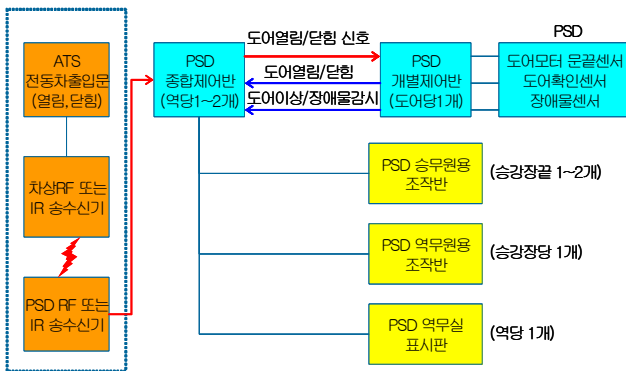 ATS
전동차출입문
(열림,닫힘)
차상RF 또는
IR 송수신기
PSD RF 또는
IR 송수신기
PSD
종합제어반
(역당1~2개)
도어열림/닫힘 신호
도어열림/닫힘
도어이상/장애물감시
PSD
개별제어반
(도어당1개)
PSD
도어모터 문끝센서
도어확인센서
장애물센서
PSD 승무원용
조작반
(승강장끝 1~2개)
PSD 역무원용
조작반
(승강장당 1개)
PSD 역무실
표시판
(역당 1개)